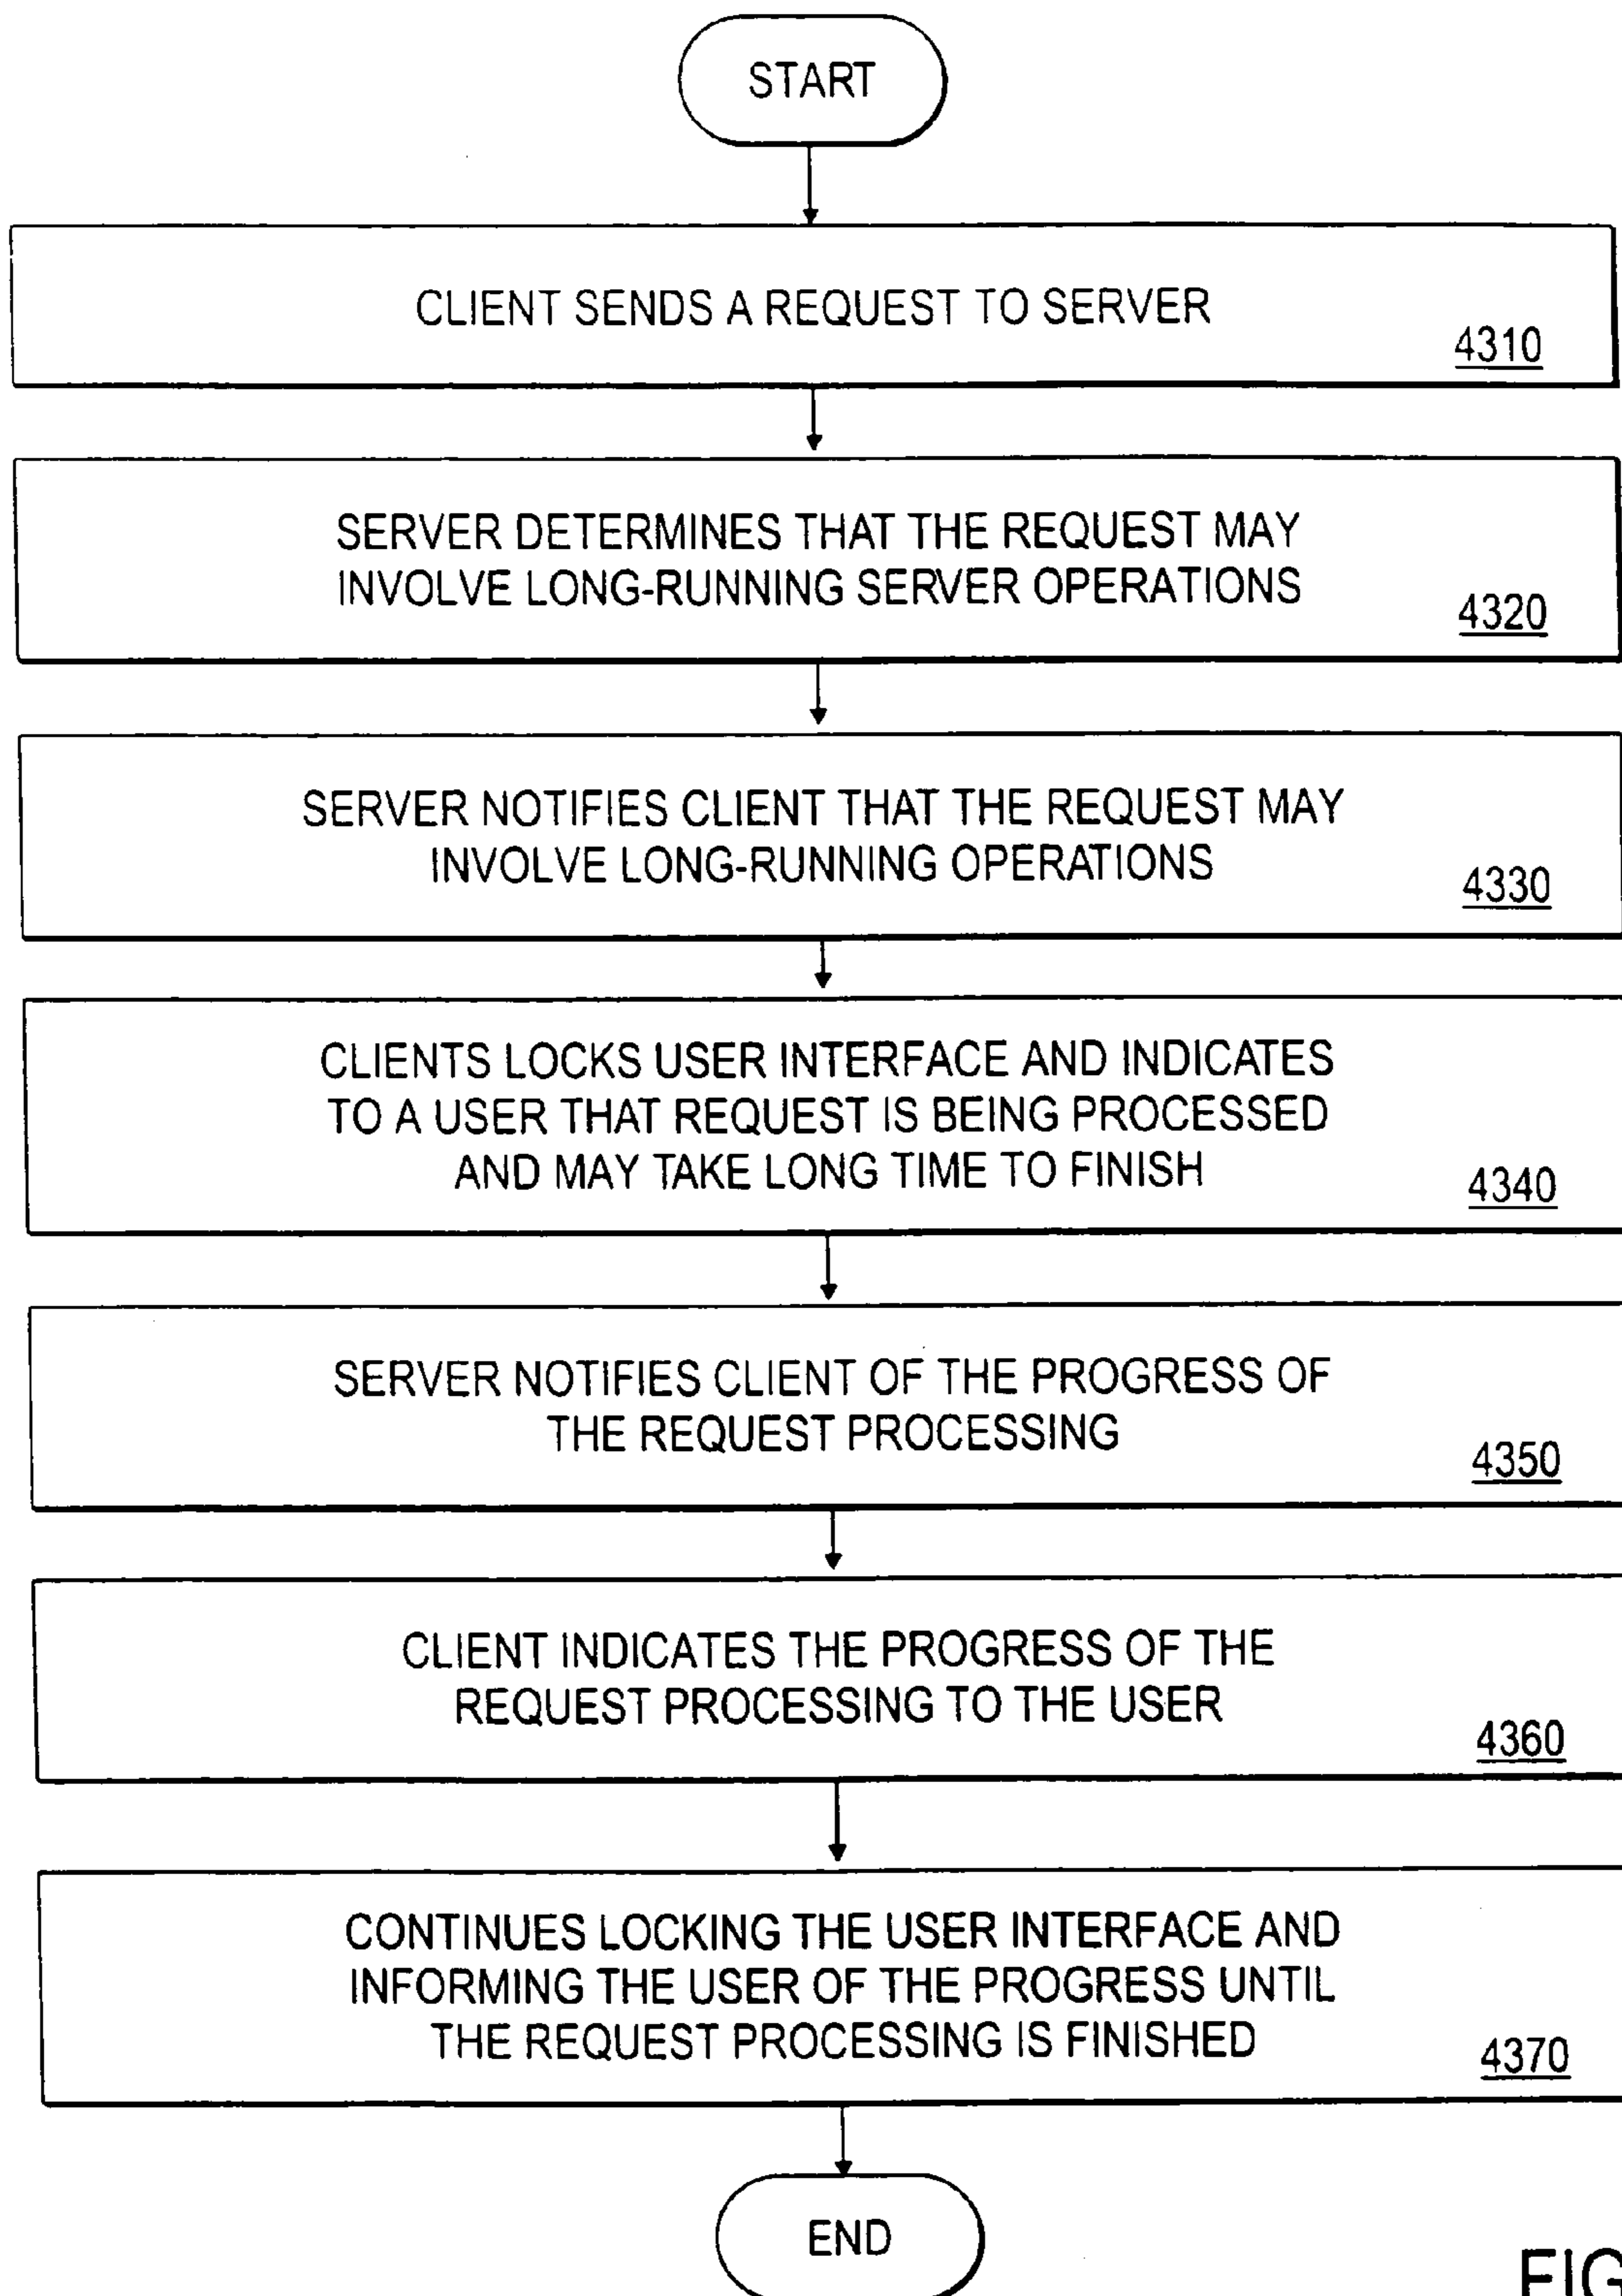 START
CLIENT SENDS A REQUEST TO SERVER
4310
SERVER DETERMINES THAT THE REQUEST MAY
INVOLVE LONG-RUNNING SERVER OPERATIONS
4320
SERVER NOTIFIES CLIENT THAT THE REQUEST MAY
INVOLVE LONG-RUNNING OPERATIONS
4330
CLIENTS LOCKS USER INTERFACE AND INDICATES
TO A USER THAT REQUEST IS BEING PROCESSED
AND MAY TAKE LONG TIME TO FINISH
4340
SERVER NOTIFIES CLIENT OF THE PROGRESS OF
THE REQUEST PROCESSING
4350
CLIENT INDICATES THE PROGRESS OF THE
REQUEST PROCESSING TO THE USER
4360
CONTINUES LOCKING THE USER INTERFACE AND
INFORMING THE USER OF THE PROGRESS UNTIL
THE REQUEST PROCESSING IS FINISHED
4370
END
FIG